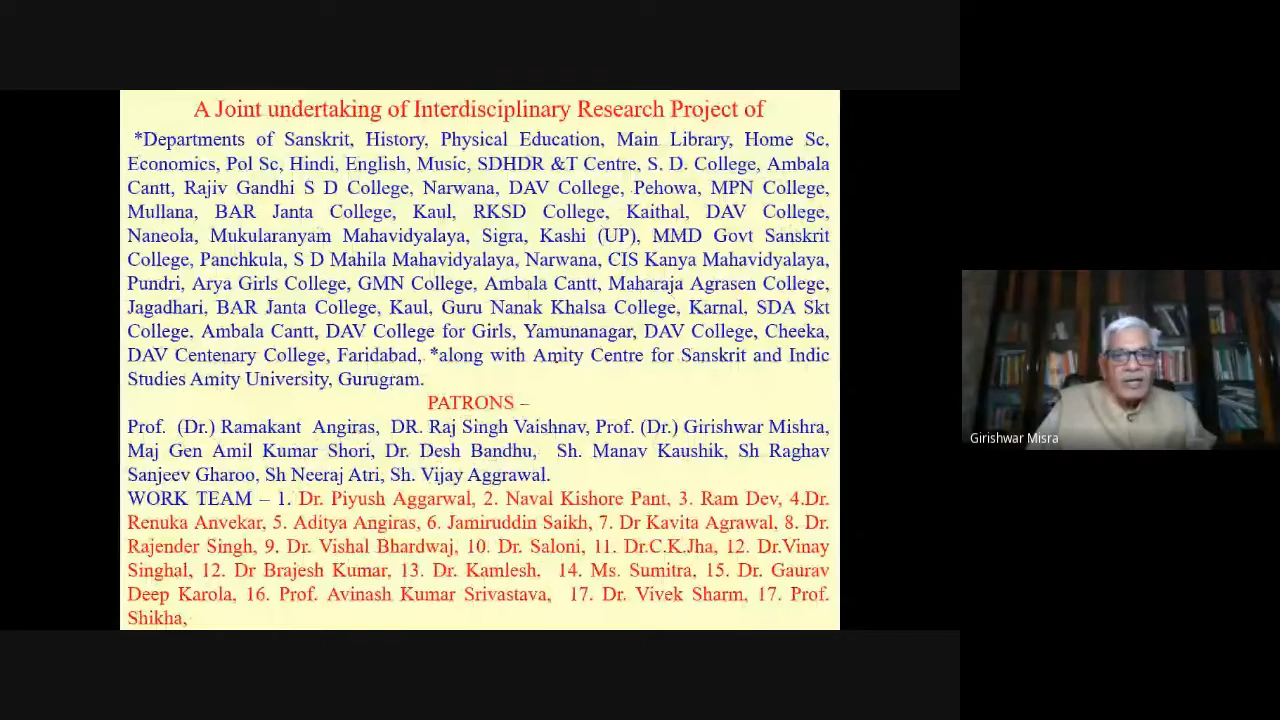 A Joint undertaking of Interdisciplinary Research Project of
*Departments of Sanskrit, History, Physical Education, Main Library, Home Sc,
Economics, Pol Sc, Hindi, English, Music, SDHDR &T Centre, S. D. College, Ambala
Cantt, Rajiv Gandhi S D College, Narwana, DAV College, Pehowa, MPN College,
Mullana, BAR Janta College, Kaul, RKSD College, Kaithal, DAV College,
Naneola, Mukularanyam Mahavidyalaya, Sigra, Kashi (UP), MMD Govt Sanskrit
College, Panchkula, S D Mahila Mahavidyalaya, Narwana, CIS Kanya Mahavidyalaya,
Pundri, Arya Girls College, GMN College, Ambala Cantt, Maharaja Agrasen College,
Jagadhari, BAR Janta College, Kaul, Guru Nanak Khalsa College, Karnal, SDA Skt
College, Ambala Cantt, DAV College for Girls, Yamunanagar, DAV College, Cheeka,
DAV Centenary College, Faridabad, *along with Amity Centre for Sanskrit and Indic
Studies Amity University, Gurugram.
PATRONS –
Prof. (Dr.) Ramakant Angiras, DR. Raj Singh Vaishnav, Prof. (Dr.) Girishwar Mishra,
Maj Gen Amil Kumar Shori, Dr. Desh Bandhu, Sh. Manav Kaushik, Sh Raghav
Sanjeev Gharoo, Sh Neeraj Atri, Sh. Vijay Aggrawal.
WORK TEAM – 1. Dr. Piyush Aggarwal, 2. Naval Kishore Pant, 3. Ram Dev, 4.Dr.
Renuka Anvekar, 5. Aditya Angiras, 6. Jamiruddin Saikh, 7. Dr Kavita Agrawal, 8. Dr.
Rajender Singh, 9. Dr. Vishal Bhardwaj, 10. Dr. Saloni, 11. Dr.C.K.Jha, 12. Dr.Vinay
Singhal, 12. Dr Brajesh Kumar, 13. Dr. Kamlesh, 14. Ms. Sumitra, 15. Dr. Gaurav
Deep Karola, 16. Prof. Avinash Kumar Srivastava, 17. Dr. Vivek Sharm, 17. Prof.
Shikha,
Girishwar Misra